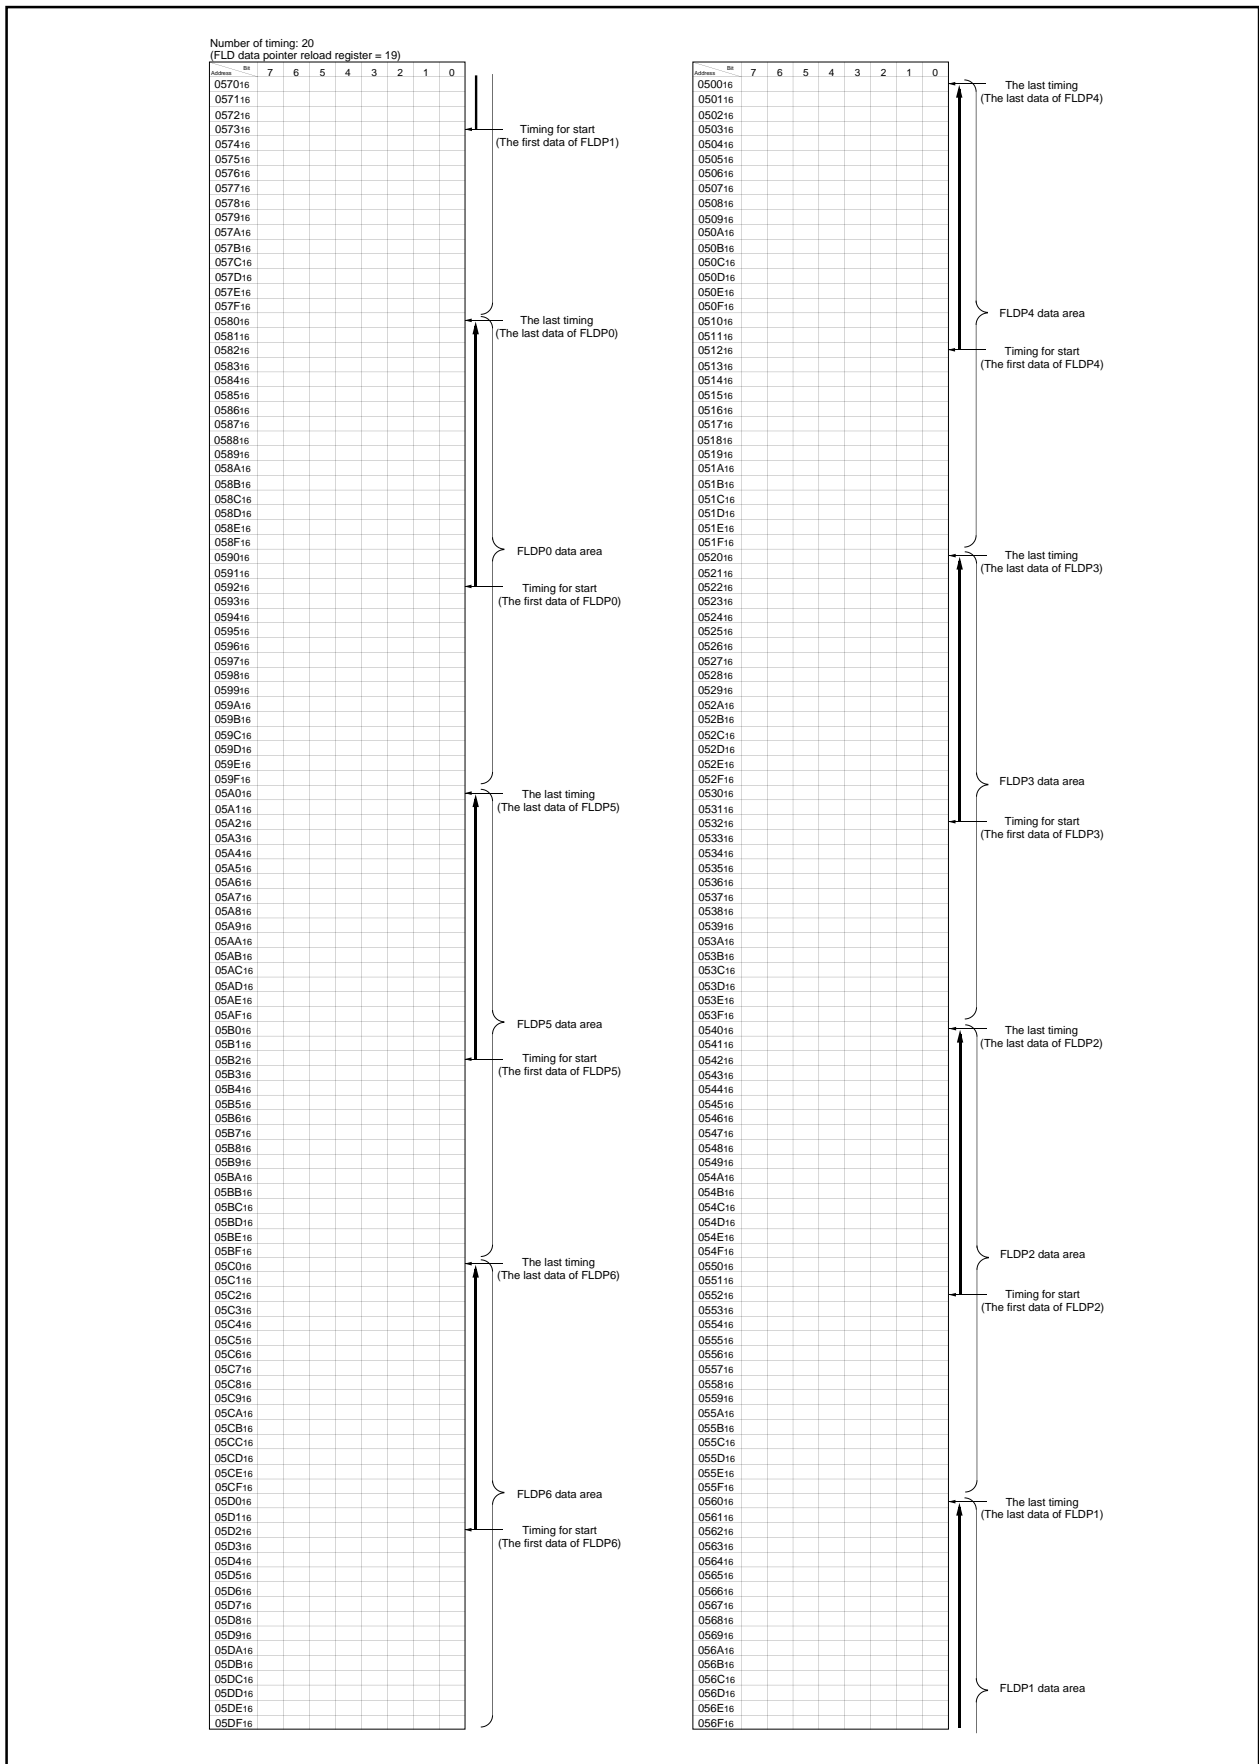 Number of timing: 20
(FLD data pointer reload register = 19)
Bit
Address 7 6 5 4 3 2 1 0
057016
057116
057216
057316
057416
057516
057616
057716
057816
057916
057A16
057B16
057C16
057D16
057E16
057F16
058016
058116
058216
058316
058416
058516
058616
058716
058816
058916
058A16
058B16
058C16
058D16
058E16
058F16
059016
059116
059216
059316
059416
059516
059616
059716
059816
059916
059A16
059B16
059C16
059D16
059E16
059F16
05A016
05A116
05A216
05A316
05A416
05A516
05A616
05A716
05A816
05A916
05AA16
05AB16
05AC16
05AD16
05AE16
05AF16
05B016
05B116
05B216
05B316
05B416
05B516
05B616
05B716
05B816
05B916
05BA16
05BB16
05BC16
05BD16
05BE16
05BF16
05C016
05C116
05C216
05C316
05C416
05C516
05C616
05C716
05C816
05C916
05CA16
05CB16
05CC16
05CD16
05CE16
05CF16
05D016
05D116
05D216
05D316
05D416
05D516
05D616
05D716
05D816
05D916
05DA16
05DB16
05DC16
05DD16
05DE16
05DF16
Timing for start
(The first data of FLDP1)
The last timing
(The last data of FLDP0)
FLDP0 data area
Timing for start
(The first data of FLDP0)
The last timing
(The last data of FLDP5)
FLDP5 data area
Timing for start
(The first data of FLDP5)
The last timing
(The last data of FLDP6)
FLDP6 data area
Timing for start
(The first data of FLDP6)
Bit
Address 7 6 5 4 3 2 1 0
050016
050116
050216
050316
050416
050516
050616
050716
050816
050916
050A16
050B16
050C16
050D16
050E16
050F16
051016
051116
051216
051316
051416
051516
051616
051716
051816
051916
051A16
051B16
051C16
051D16
051E16
051F16
052016
052116
052216
052316
052416
052516
052616
052716
052816
052916
052A16
052B16
052C16
052D16
052E16
052F16
053016
053116
053216
053316
053416
053516
053616
053716
053816
053916
053A16
053B16
053C16
053D16
053E16
053F16
054016
054116
054216
054316
054416
054516
054616
054716
054816
054916
054A16
054B16
054C16
054D16
054E16
054F16
055016
055116
055216
055316
055416
055516
055616
055716
055816
055916
055A16
055B16
055C16
055D16
055E16
055F16
056016
056116
056216
056316
056416
056516
056616
056716
056816
056916
056A16
056B16
056C16
056D16
056E16
056F16
The last timing
(The last data of FLDP4)
FLDP4 data area
Timing for start
(The first data of FLDP4)
The last timing
(The last data of FLDP3)
FLDP3 data area
Timing for start
(The first data of FLDP3)
The last timing
(The last data of FLDP2)
FLDP2 data area
Timing for start
(The first data of FLDP2)
The last timing
(The last data of FLDP1)
FLDP1 data area